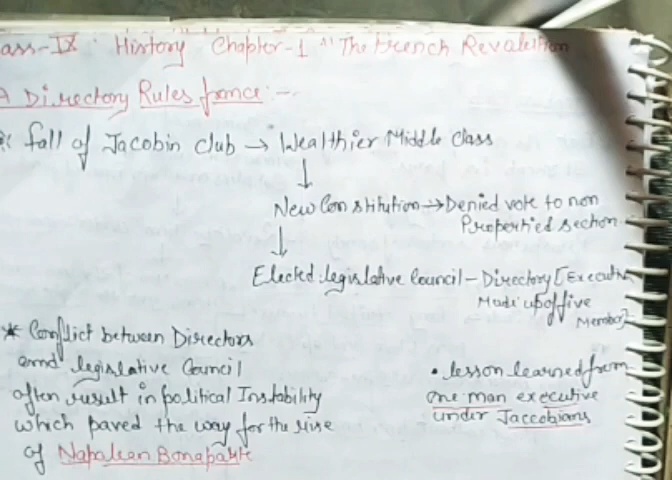 ass-IX History Chapter-1 "The French Revolution
A Directory Rules france:-
fall of Jacobin club → Wealthier Middle Class
↓
New Constitution → Denied vote to non
Propertied section
↓
Elected legislative Council - Directory [Executive
Made up of five
Member]
* Conflict between Directors
and legislative Council
often result in political Instability
which paved the way for the rise
of Napolean Bonaparte
• lesson learned from
one man executive
under Jaccobians